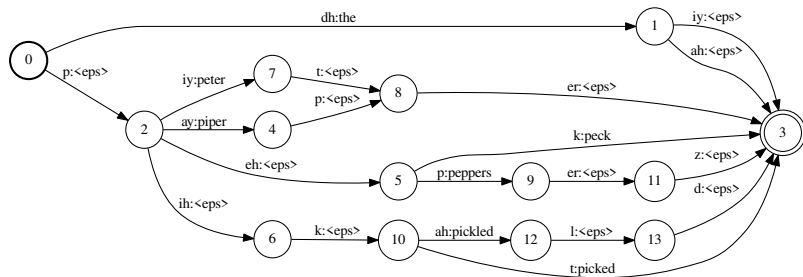 dh:the
1
iy:<eps>
ah:<eps>
0
p:<eps>
iy:peter
7
t:<eps>
8
er:<eps>
2
ay:piper
4
p:<eps>
3
k:peck
eh:<eps>
5
p:peppers
9
er:<eps>
11
z:<eps>
ih:<eps>
d:<eps>
6
k:<eps>
10
ah:pickled
12
l:<eps>
13
t:picked